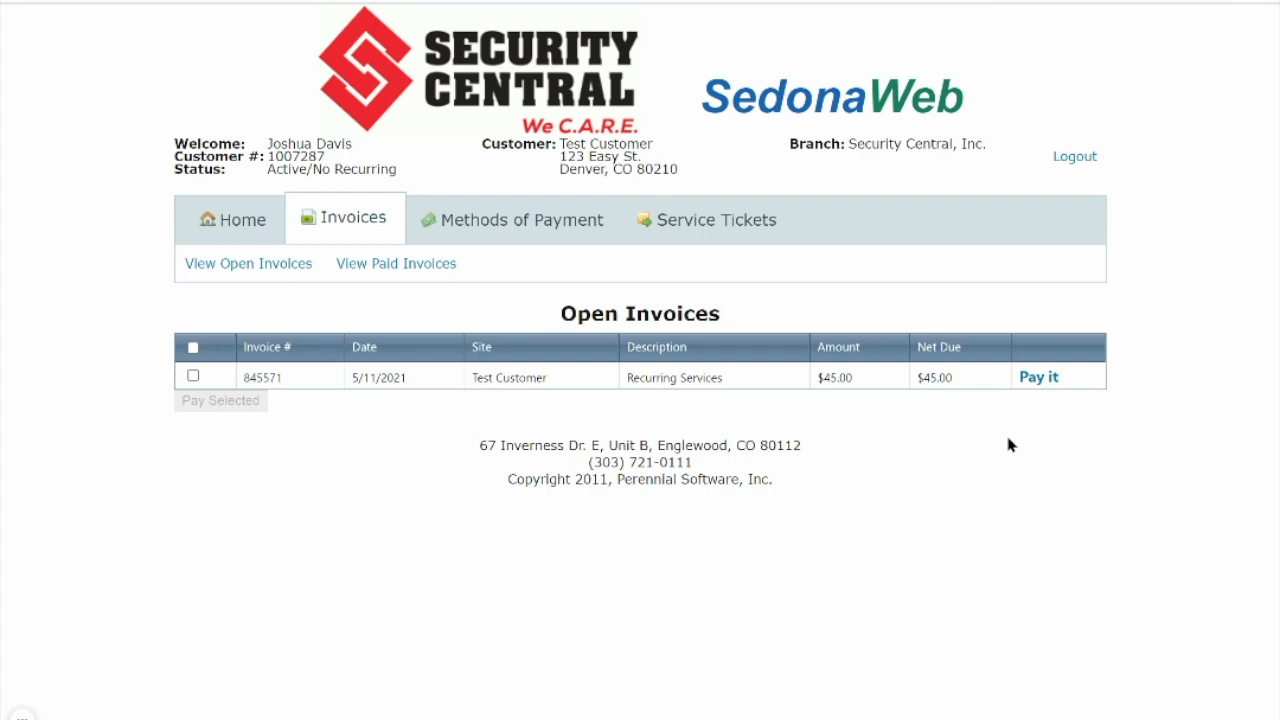 SECURITY
CENTRAL
We C.A.R.E.
SedonaWeb
Welcome: Joshua Davis
Customer #: 1007287
Status: Active/No Recurring
Customer: Test Customer
123 Easy St.
Denver, CO 80210
Branch: Security Central, Inc.
Logout
Home Invoices Methods of Payment Service Tickets
View Open Invoices View Paid Invoices
Open Invoices
Invoice # Date Site Description Amount Net Due
845571 5/11/2021 Test Customer Recurring Services $45.00 $45.00 Pay it
Pay Selected
67 Inverness Dr. E, Unit B, Englewood, CO 80112
(303) 721-0111
Copyright 2011, Perennial Software, Inc.